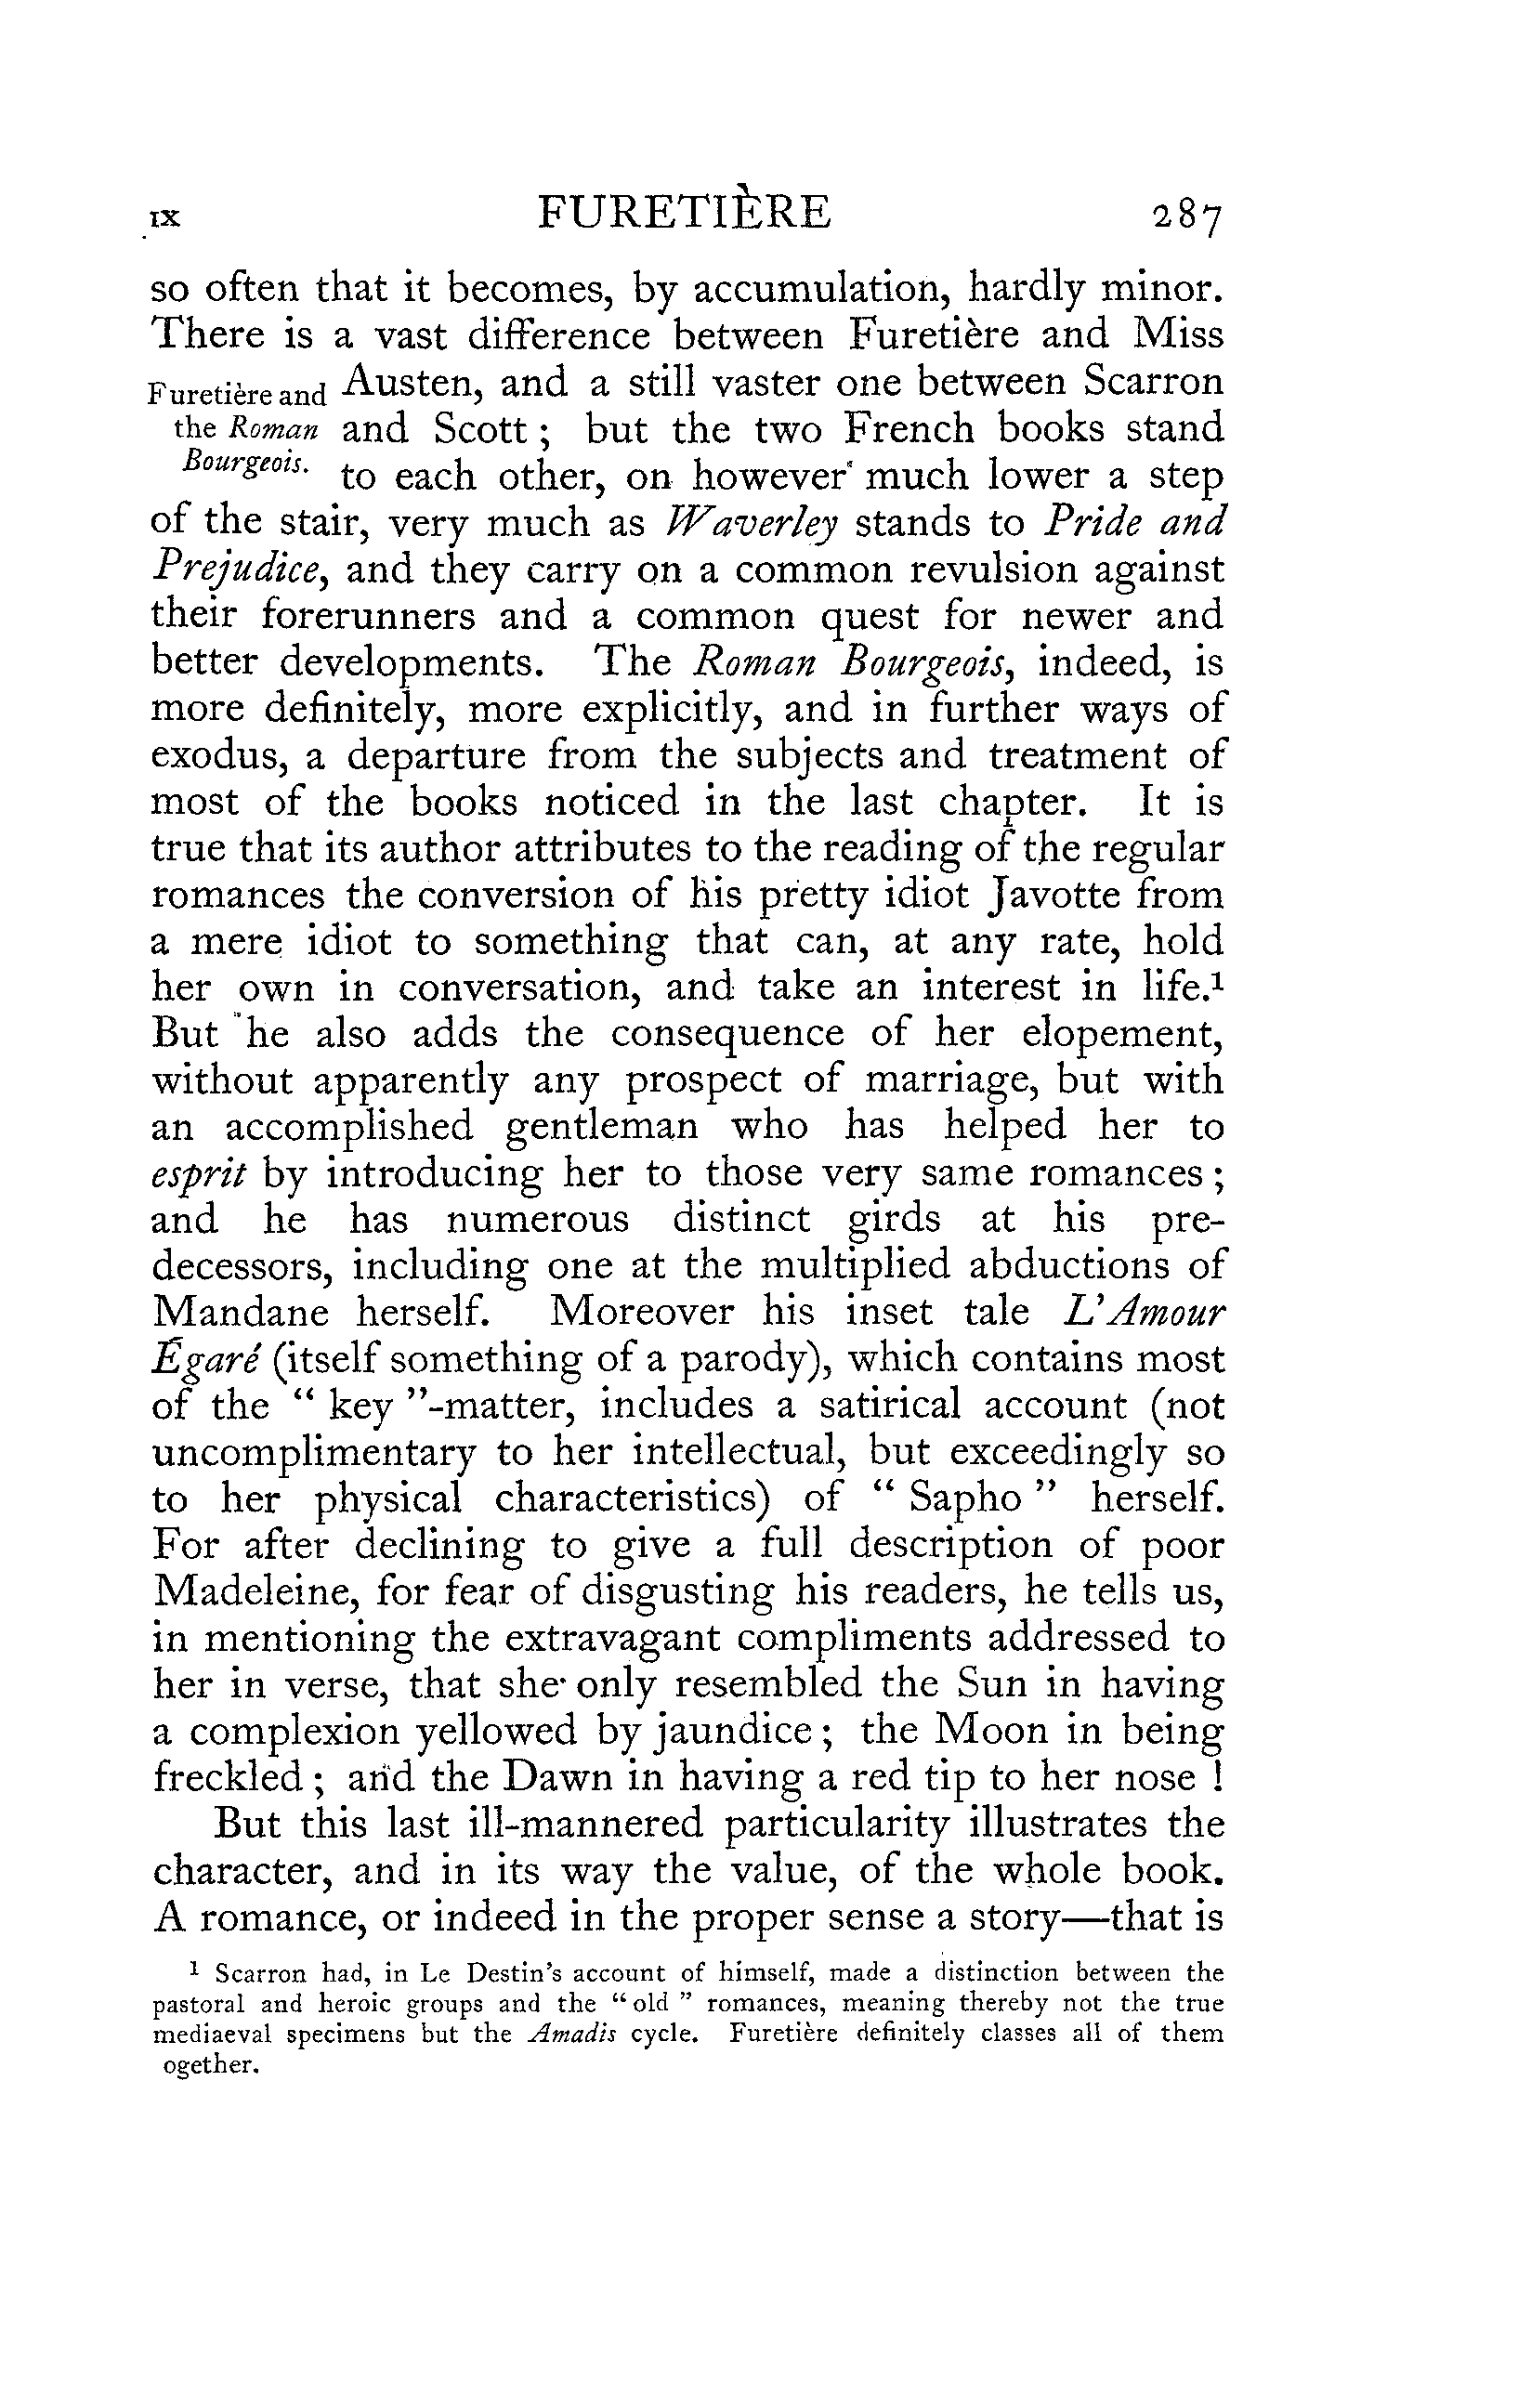 IX FURETIÈRE 287
so often that it becomes, by accumulation, hardly minor.
There is a vast difference between Furetière and Miss
Furetière and Austen, and a still vaster one between Scarron
the Roman and Scott ; but the two French books stand
Bourgeois. to each other, on however much lower a step
of the stair, very much as Waverley stands to Pride and
Prejudice, and they carry on a common revulsion against
their forerunners and a common quest for newer and
better developments. The Roman Bourgeois, indeed, is
more definitely, more explicitly, and in further ways of
exodus, a departure from the subjects and treatment of
most of the books noticed in the last chapter. It is
true that its author attributes to the reading of the regular
romances the conversion of his pretty idiot Javotte from
a mere idiot to something that can, at any rate, hold
her own in conversation, and take an interest in life.¹
But he also adds the consequence of her elopement,
without apparently any prospect of marriage, but with
an accomplished gentleman who has helped her to
esprit by introducing her to those very same romances ;
and he has numerous distinct girds at his pre-
decessors, including one at the multiplied abductions of
Mandane herself. Moreover his inset tale L'Amour
Égaré (itself something of a parody), which contains most
of the “ key ”-matter, includes a satirical account (not
uncomplimentary to her intellectual, but exceedingly so
to her physical characteristics) of “ Sapho ” herself.
For after declining to give a full description of poor
Madeleine, for fear of disgusting his readers, he tells us,
in mentioning the extravagant compliments addressed to
her in verse, that she only resembled the Sun in having
a complexion yellowed by jaundice ; the Moon in being
freckled ; and the Dawn in having a red tip to her nose !
But this last ill-mannered particularity illustrates the
character, and in its way the value, of the whole book.
A romance, or indeed in the proper sense a story—that is
¹ Scarron had, in Le Destin's account of himself, made a distinction between the
pastoral and heroic groups and the “ old ” romances, meaning thereby not the true
mediaeval specimens but the Amadis cycle. Furetière definitely classes all of them
ogether.